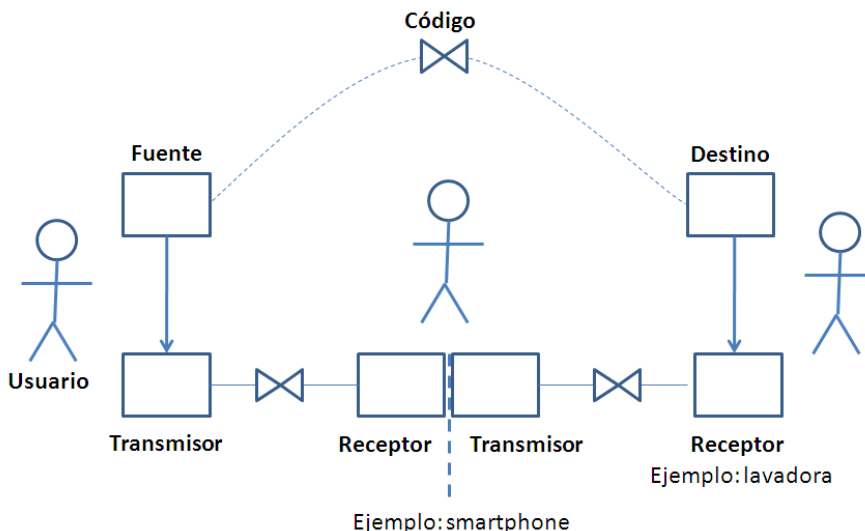 Código
Fuente
Destino
Usuario
Transmisor
Receptor
Transmisor
Receptor
Ejemplo: lavadora
Ejemplo: smartphone